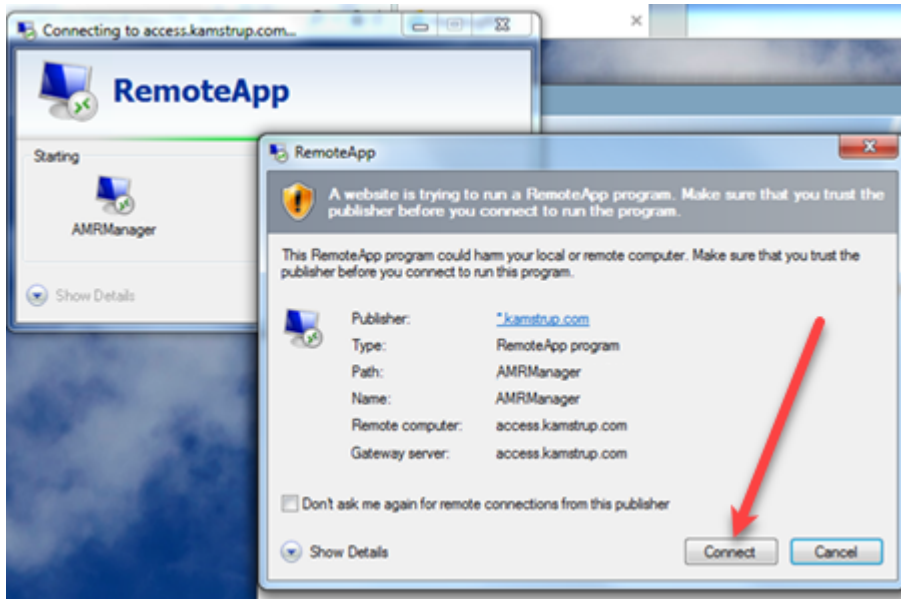 Connecting to access.kamstrup.com...
RemoteApp
Starting
AMRManager
Show Details
RemoteApp
A website is trying to run a RemoteApp program. Make sure that you trust the
publisher before you connect to run the program.
This RemoteApp program could harm your local or remote computer. Make sure that you trust the
publisher before you connect to run this program.
Publisher: *.kamstrup.com
Type: RemoteApp program
Path: AMRManager
Name: AMRManager
Remote computer: access.kamstrup.com
Gateway server: access.kamstrup.com
Don't ask me again for remote connections from this publisher
Show Details
Connect
Cancel